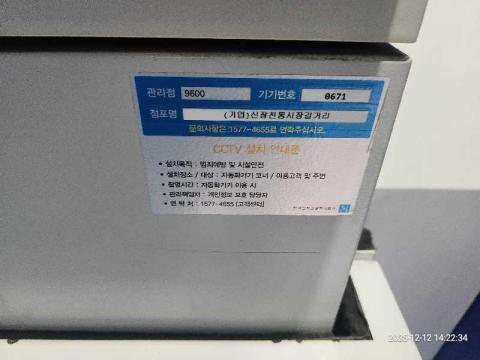 관리점 9600 기기번호 0671
점포명 (기업)신창전통시장길거리
문의사항은 1577-4655로 연락주십시오.
CCTV 설치 안내문
• 설치목적 : 범죄예방 및 시설안전
• 설치장소 / 대상 : 자동화기기 코너 / 이용고객 및 주변
• 촬영시간 : 자동화기기 이용 시
• 관리책임자 : 개인정보 보호 담당자
• 연 락 처 : 1577-4655 [고객센터]
2025-12-12 14:22:34